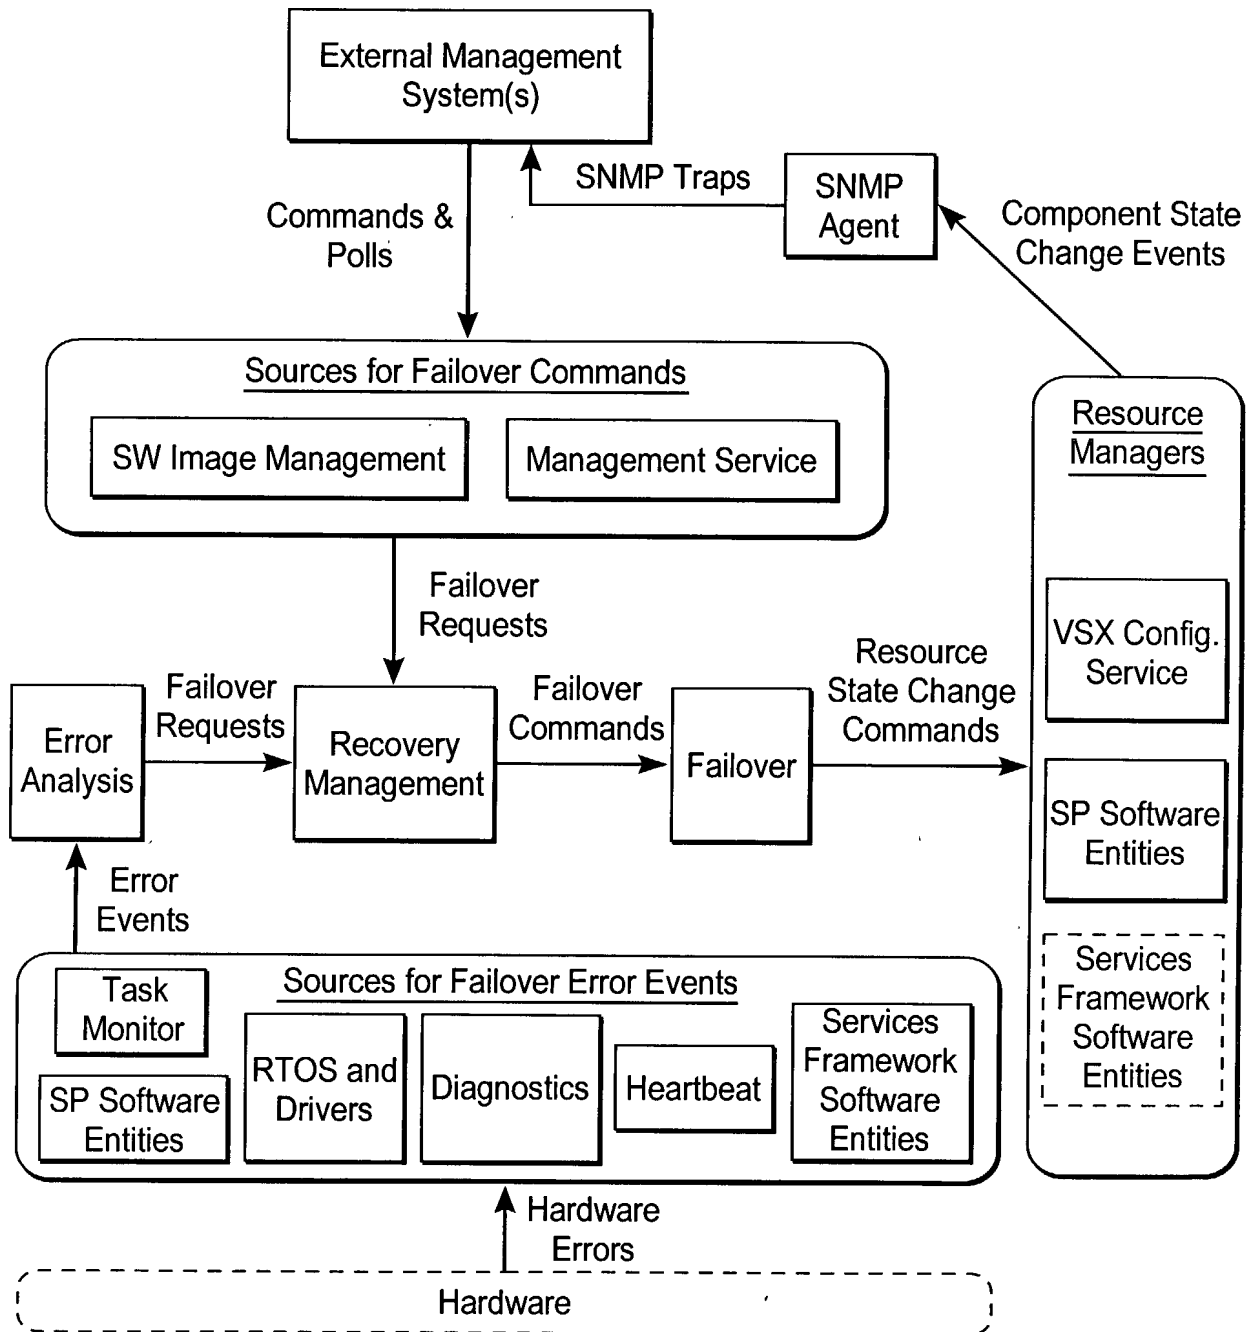 External Management
System(s)
SNMP Traps
SNMP
Agent
Component State
Change Events
Commands &
Polls
Sources for Failover Commands
SW Image Management
Management Service
Resource
Managers
Failover
Requests
VSX Config.
Service
Error
Analysis
Failover
Requests
Recovery
Management
Failover
Commands
Failover
Resource
State Change
Commands
SP Software
Entities
Error
Events
Services
Framework
Software
Entities
Sources for Failover Error Events
Task
Monitor
SP Software
Entities
RTOS and
Drivers
Diagnostics
Heartbeat
Services
Framework
Software
Entities
Hardware
Errors
Hardware